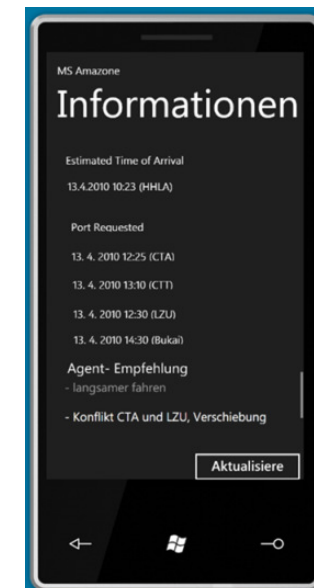 MS Amazone
Informationen
Estimated Time of Arrival
13.4.2010 10:23 (HHLA)
Port Requested
13. 4. 2010 12:25 (CTA)
13. 4. 2010 13:10 (CTT)
13. 4. 2010 12:30 (LZU)
13. 4. 2010 14:30 (Bukai)
Agent- Empfehlung
- langsamer fahren
- Konflikt CTA und LZU, Verschiebung
Aktualisiere